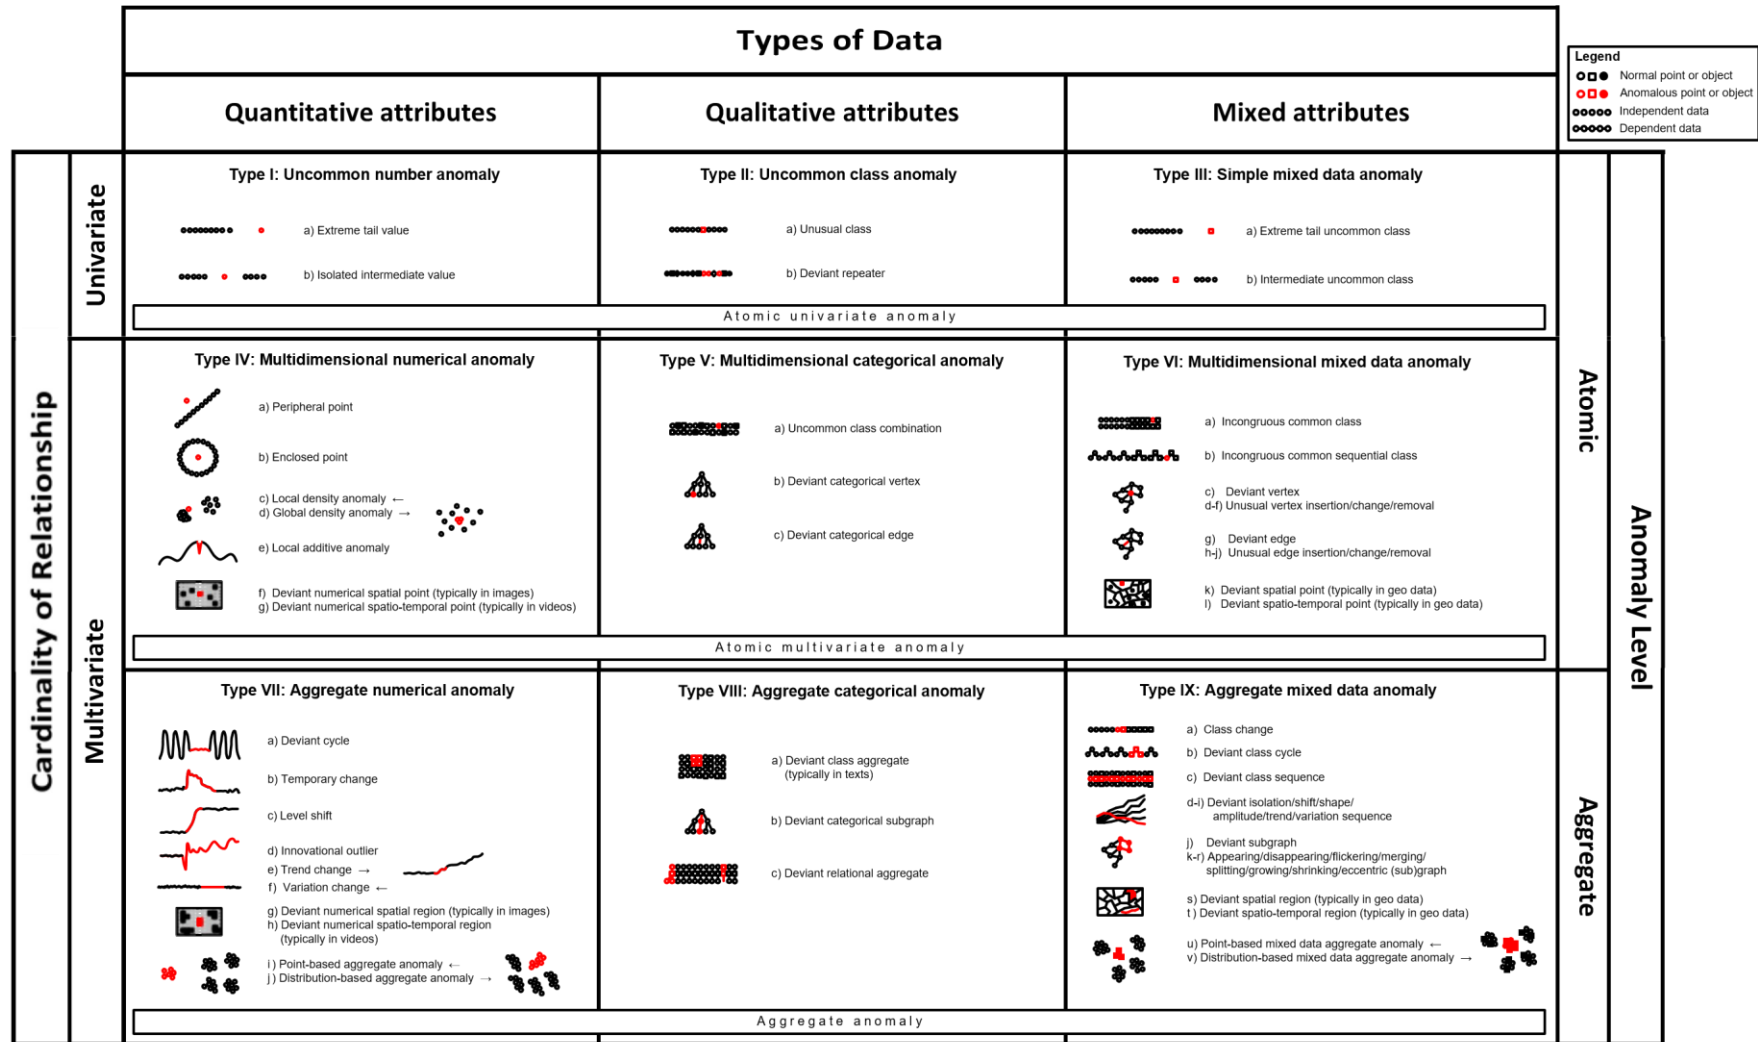 Types of Data
Legend
Normal point or object
Anomalous point or object
Independent data
Dependent data
Quantitative attributes
Qualitative attributes
Mixed attributes
Cardinality of Relationship
Univariate
Multivariate
Anomaly Level
Atomic
Aggregate
Type I: Uncommon number anomaly
a) Extreme tail value
b) Isolated intermediate value
Type II: Uncommon class anomaly
a) Unusual class
b) Deviant repeater
Type III: Simple mixed data anomaly
a) Extreme tail uncommon class
b) Intermediate uncommon class
Atomic univariate anomaly
Type IV: Multidimensional numerical anomaly
a) Peripheral point
b) Enclosed point
c) Local density anomaly ←
d) Global density anomaly →
e) Local additive anomaly
f) Deviant numerical spatial point (typically in images)
g) Deviant numerical spatio-temporal point (typically in videos)
Type V: Multidimensional categorical anomaly
a) Uncommon class combination
b) Deviant categorical vertex
c) Deviant categorical edge
Type VI: Multidimensional mixed data anomaly
a) Incongruous common class
b) Incongruous common sequential class
c) Deviant vertex
d-f) Unusual vertex insertion/change/removal
g) Deviant edge
h-j) Unusual edge insertion/change/removal
k) Deviant spatial point (typically in geo data)
l) Deviant spatio-temporal point (typically in geo data)
Atomic multivariate anomaly
Type VII: Aggregate numerical anomaly
a) Deviant cycle
b) Temporary change
c) Level shift
d) Innovational outlier
e) Trend change →
f) Variation change ←
g) Deviant numerical spatial region (typically in images)
h) Deviant numerical spatio-temporal region
(typically in videos)
i) Point-based aggregate anomaly ←
j) Distribution-based aggregate anomaly →
Type VIII: Aggregate categorical anomaly
a) Deviant class aggregate
(typically in texts)
b) Deviant categorical subgraph
c) Deviant relational aggregate
Type IX: Aggregate mixed data anomaly
a) Class change
b) Deviant class cycle
c) Deviant class sequence
d-i) Deviant isolation/shift/shape/
amplitude/trend/variation sequence
j) Deviant subgraph
k-r) Appearing/disappearing/flickering/merging/
splitting/growing/shrinking/eccentric (sub)graph
s) Deviant spatial region (typically in geo data)
t) Deviant spatio-temporal region (typically in geo data)
u) Point-based mixed data aggregate anomaly ←
v) Distribution-based mixed data aggregate anomaly →
Aggregate anomaly